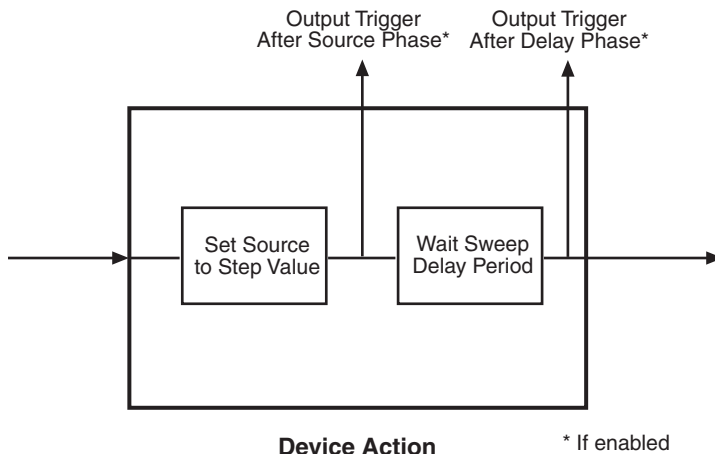 Output Trigger
After Source Phase*
Output Trigger
After Delay Phase*
Set Source
to Step Value
Wait Sweep
Delay Period
Device Action
* If enabled